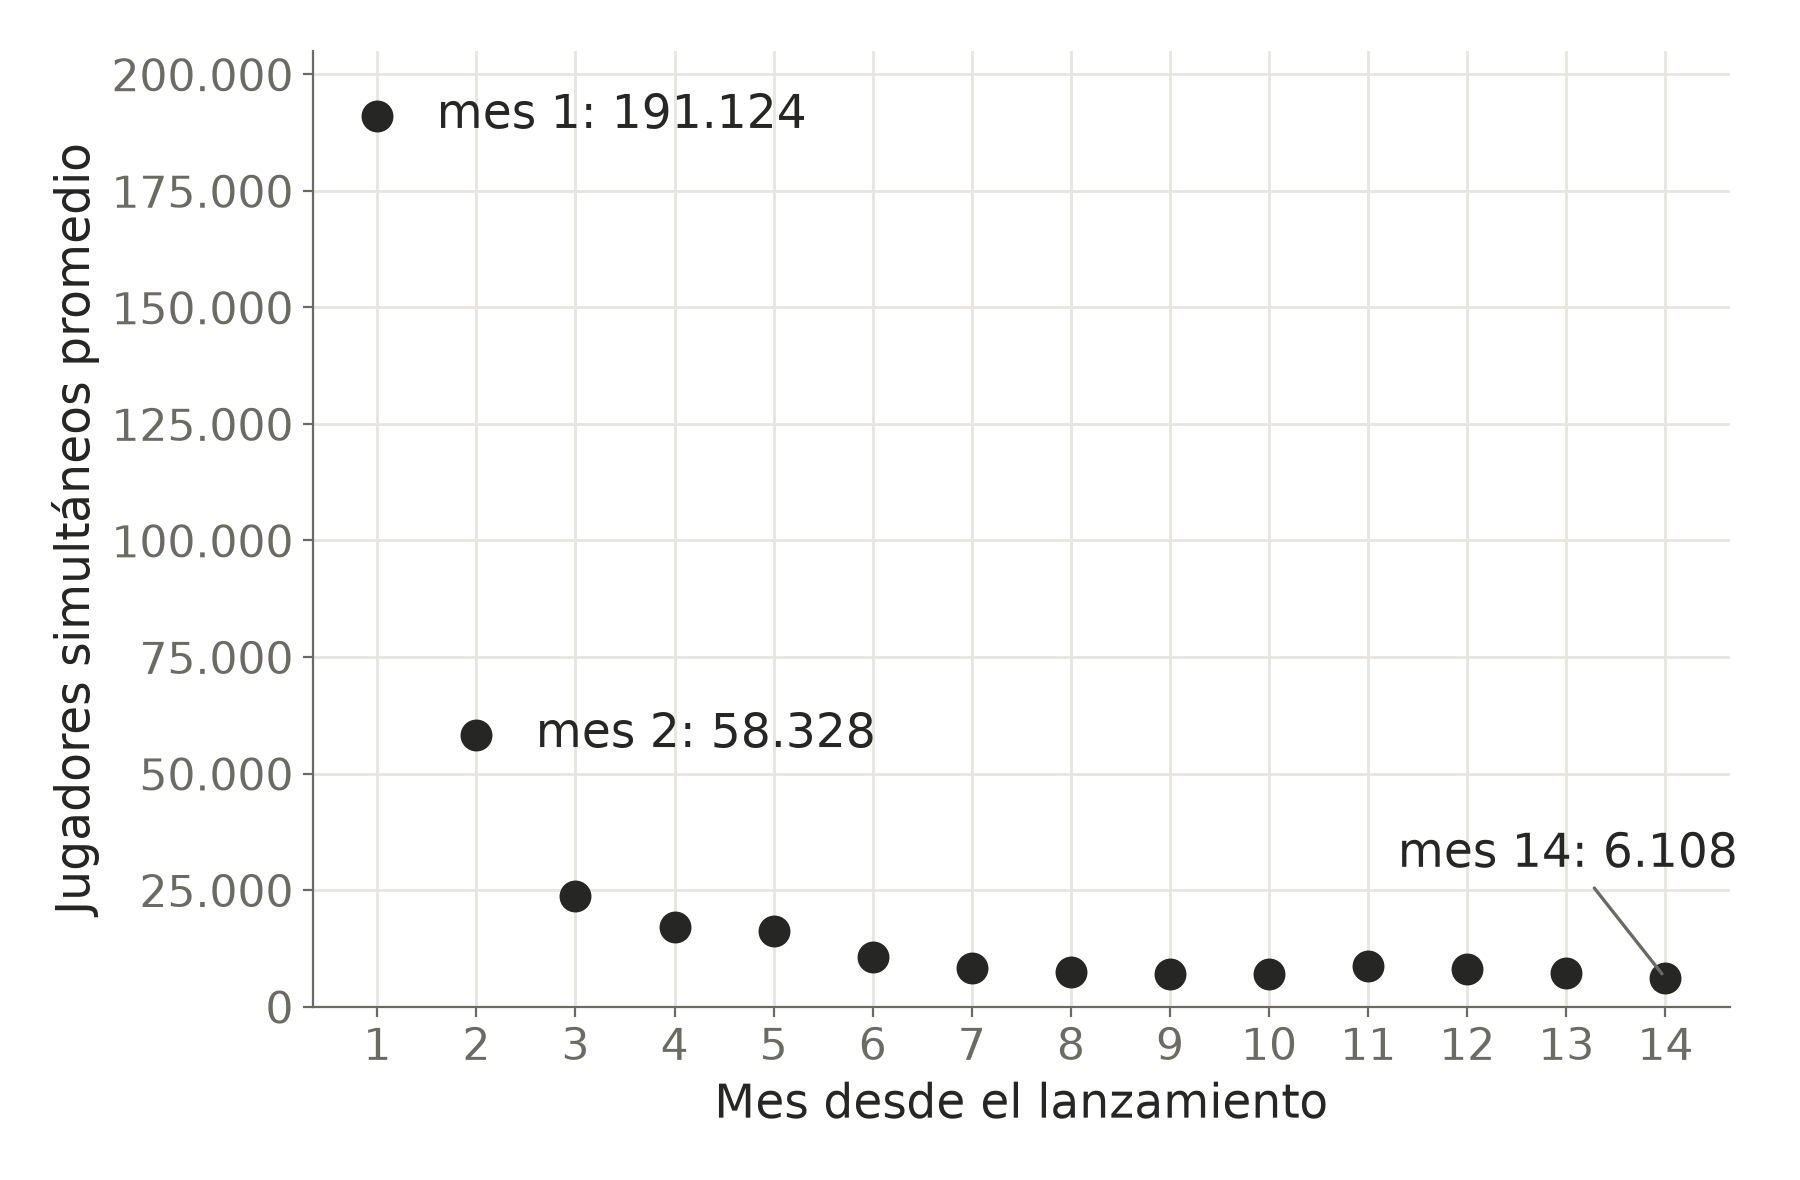 Jugadores simultáneos promedio
200.000
175.000
150.000
125.000
100.000
75.000
50.000
25.000
0
mes 1: 191.124
mes 2: 58.328
mes 14: 6.108
1 2 3 4 5 6 7 8 9 10 11 12 13 14
Mes desde el lanzamiento